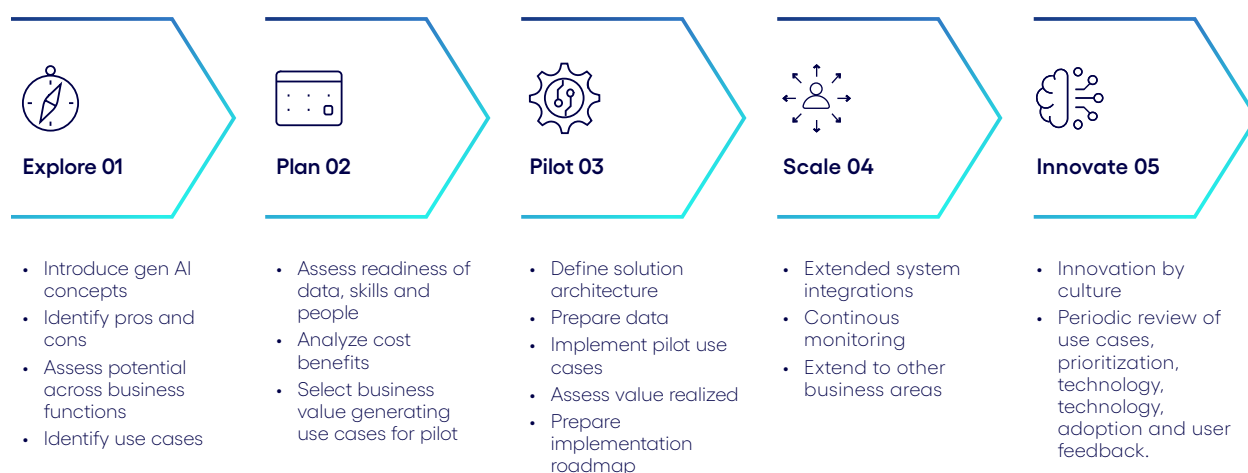 Explore 01
Plan 02
Pilot 03
Scale 04
Innovate 05
• Introduce gen AI
concepts
• Identify pros and
cons
• Assess potential
across business
functions
• Identify use cases
• Assess readiness of
data, skills and
people
• Analyze cost
benefits
• Select business
value generating
use cases for pilot
• Define solution
architecture
• Prepare data
• Implement pilot use
cases
• Assess value realized
• Prepare
implementation
roadmap
• Extended system
integrations
• Continous
monitoring
• Extend to other
business areas
• Innovation by
culture
• Periodic review of
use cases,
prioritization,
technology,
technology,
adoption and user
feedback.